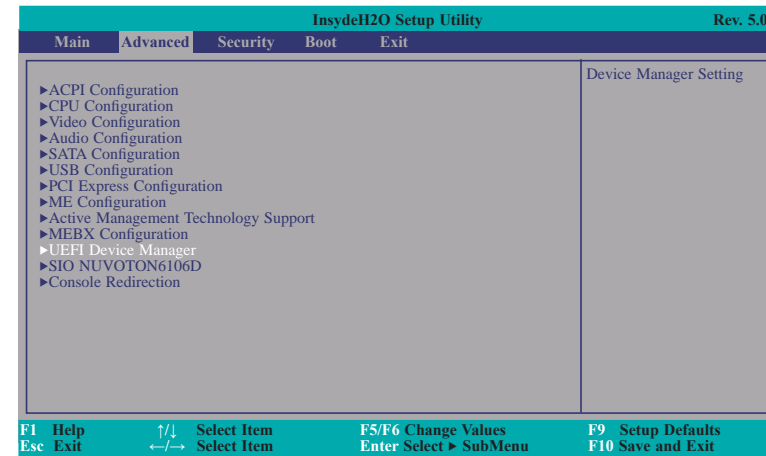 InsydeH2O Setup Utility Rev. 5.0
Main Advanced Security Boot Exit
Device Manager Setting
▶ACPI Configuration
▶CPU Configuration
▶Video Configuration
▶Audio Configuration
▶SATA Configuration
▶USB Configuration
▶PCI Express Configuration
▶ME Configuration
▶Active Management Technology Support
▶MEBX Configuration
▶UEFI Device Manager
▶SIO NUVOTON6106D
▶Console Redirection
F1 Help ↑/↓ Select Item F5/F6 Change Values F9 Setup Defaults
Esc Exit ←/→ Select Item Enter Select ▶ SubMenu F10 Save and Exit